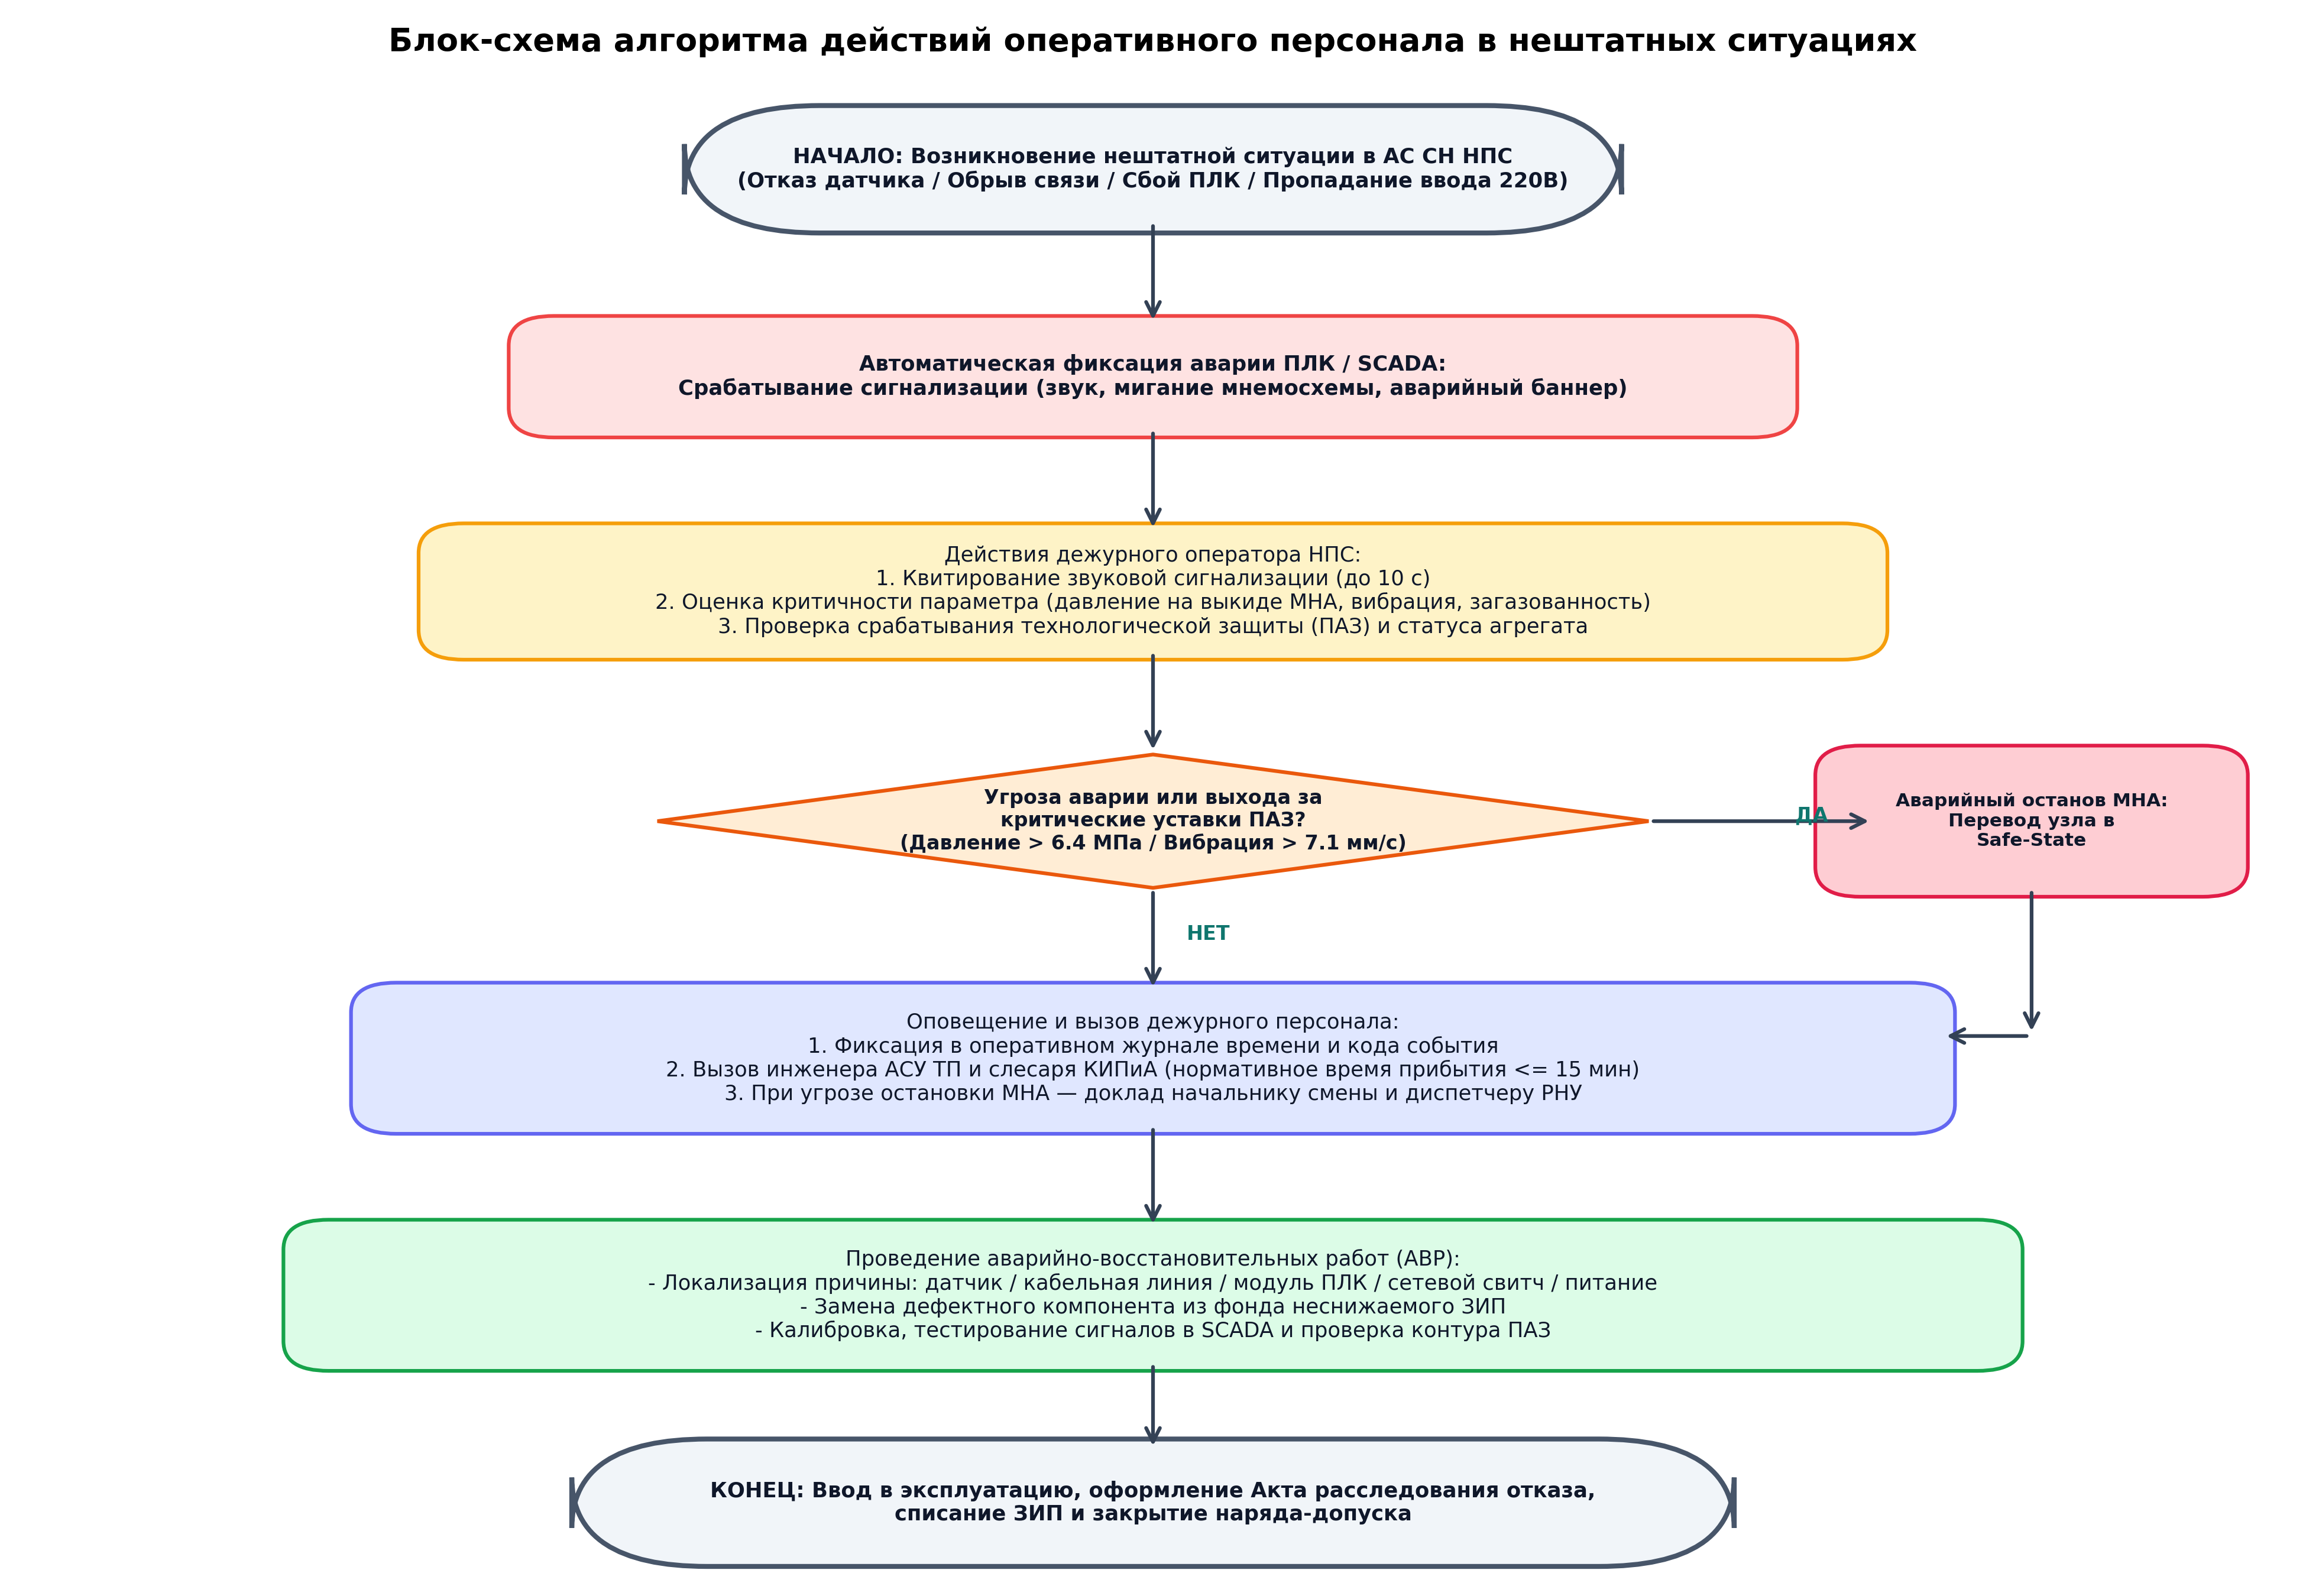 Блок-схема алгоритма действий оперативного персонала в нештатных ситуациях
НАЧАЛО: Возникновение нештатной ситуации в АС СН НПС
(Отказ датчика / Обрыв связи / Сбой ПЛК / Пропадание ввода 220В)
Автоматическая фиксация аварии ПЛК / SCADA:
Срабатывание сигнализации (звук, мигание мнемосхемы, аварийный баннер)
Действия дежурного оператора НПС:
1. Квитирование звуковой сигнализации (до 10 с)
2. Оценка критичности параметра (давление на выкиде МНА, вибрация, загазованность)
3. Проверка срабатывания технологической защиты (ПАЗ) и статуса агрегата
Угроза аварии или выхода за
критические уставки ПАЗ?
(Давление > 6.4 МПа / Вибрация > 7.1 мм/с)
ДА
Аварийный останов МНА:
Перевод узла в
Safe-State
НЕТ
Оповещение и вызов дежурного персонала:
1. Фиксация в оперативном журнале времени и кода события
2. Вызов инженера АСУ ТП и слесаря КИПиА (нормативное время прибытия <= 15 мин)
3. При угрозе остановки МНА — доклад начальнику смены и диспетчеру РНУ
Проведение аварийно-восстановительных работ (АВР):
- Локализация причины: датчик / кабельная линия / модуль ПЛК / сетевой свитч / питание
- Замена дефектного компонента из фонда неснижаемого ЗИП
- Калибровка, тестирование сигналов в SCADA и проверка контура ПАЗ
КОНЕЦ: Ввод в эксплуатацию, оформление Акта расследования отказа,
списание ЗИП и закрытие наряда-допуска